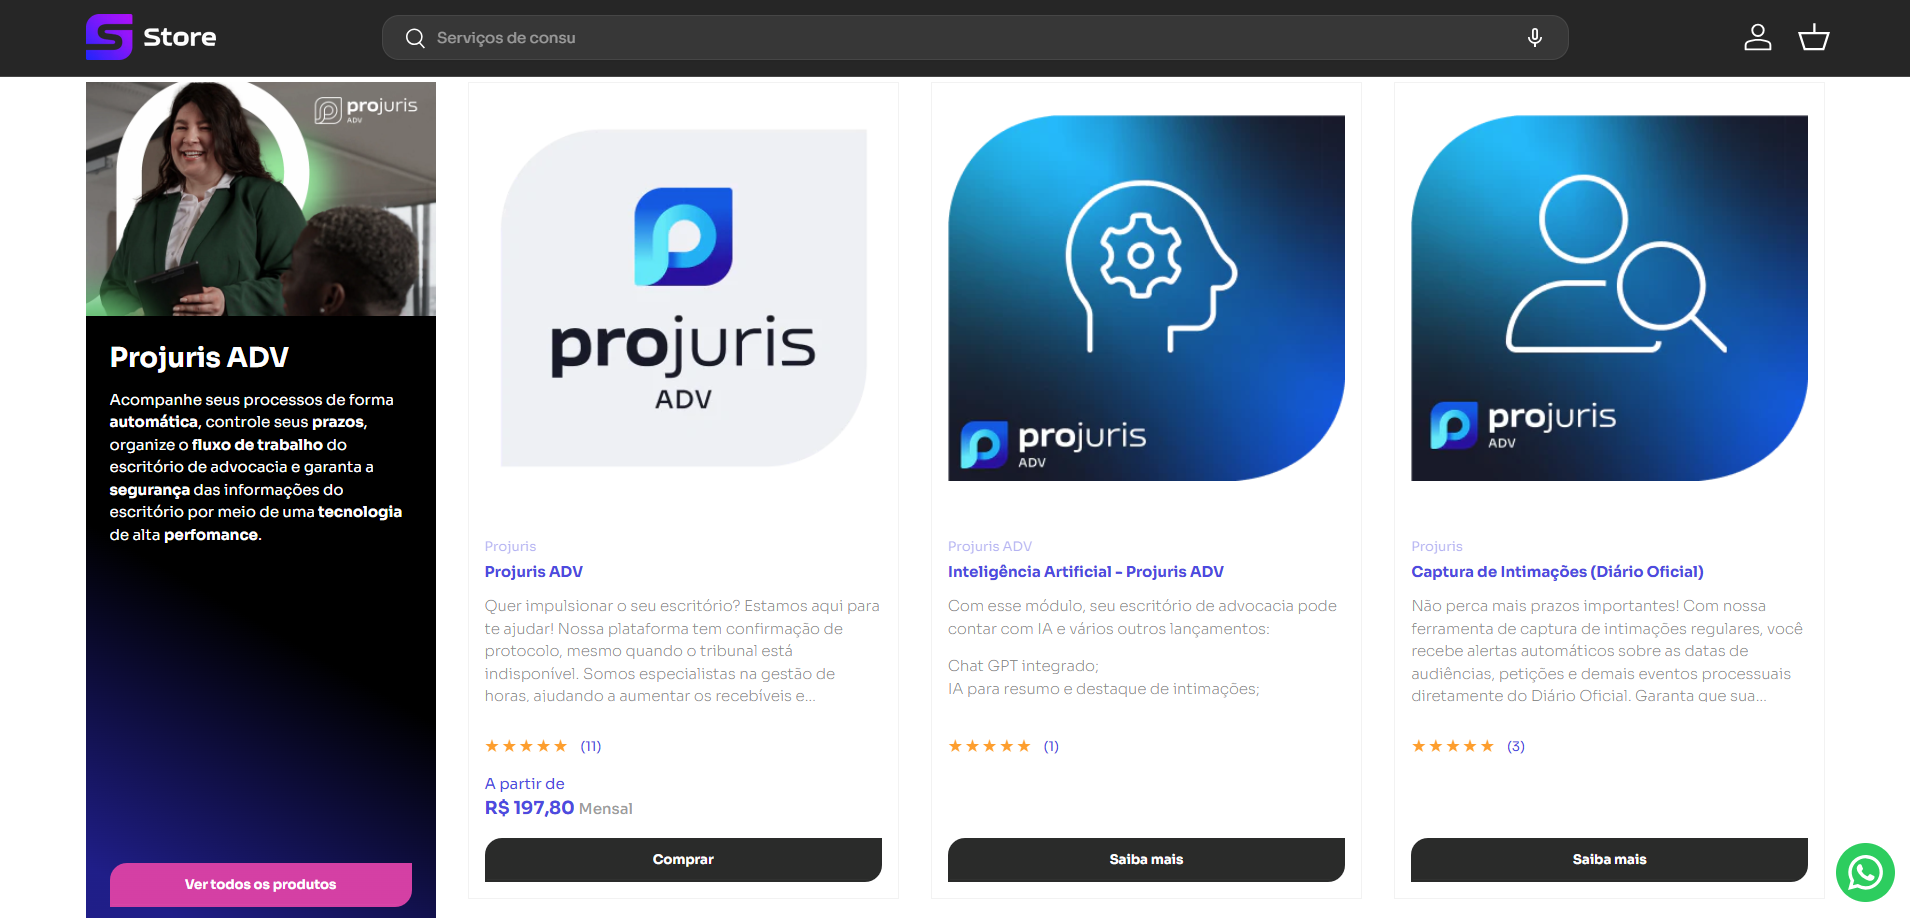 Store
Serviços de consu
projuris
ADV
Projuris ADV
Acompanhe seus processos de forma
automática, controle seus prazos,
organize o fluxo de trabalho do
escritório de advocacia e garanta a
segurança das informações do
escritório por meio de uma tecnologia
de alta perfomance.
Ver todos os produtos
projuris
ADV
Projuris
Projuris ADV
Quer impulsionar o seu escritório? Estamos aqui para
te ajudar! Nossa plataforma tem confirmação de
protocolo, mesmo quando o tribunal está
indisponível. Somos especialistas na gestão de
horas, ajudando a aumentar os recebíveis e...
★★★★★ (11)
A partir de
R$ 197,80 Mensal
Comprar
projuris
ADV
Projuris ADV
Inteligência Artificial - Projuris ADV
Com esse módulo, seu escritório de advocacia pode
contar com IA e vários outros lançamentos:
Chat GPT integrado;
IA para resumo e destaque de intimações;
★★★★★ (1)
Saiba mais
projuris
ADV
Projuris
Captura de Intimações (Diário Oficial)
Não perca mais prazos importantes! Com nossa
ferramenta de captura de intimações regulares, você
recebe alertas automáticos sobre as datas de
audiências, petições e demais eventos processuais
diretamente do Diário Oficial. Garanta que sua...
★★★★★ (3)
Saiba mais